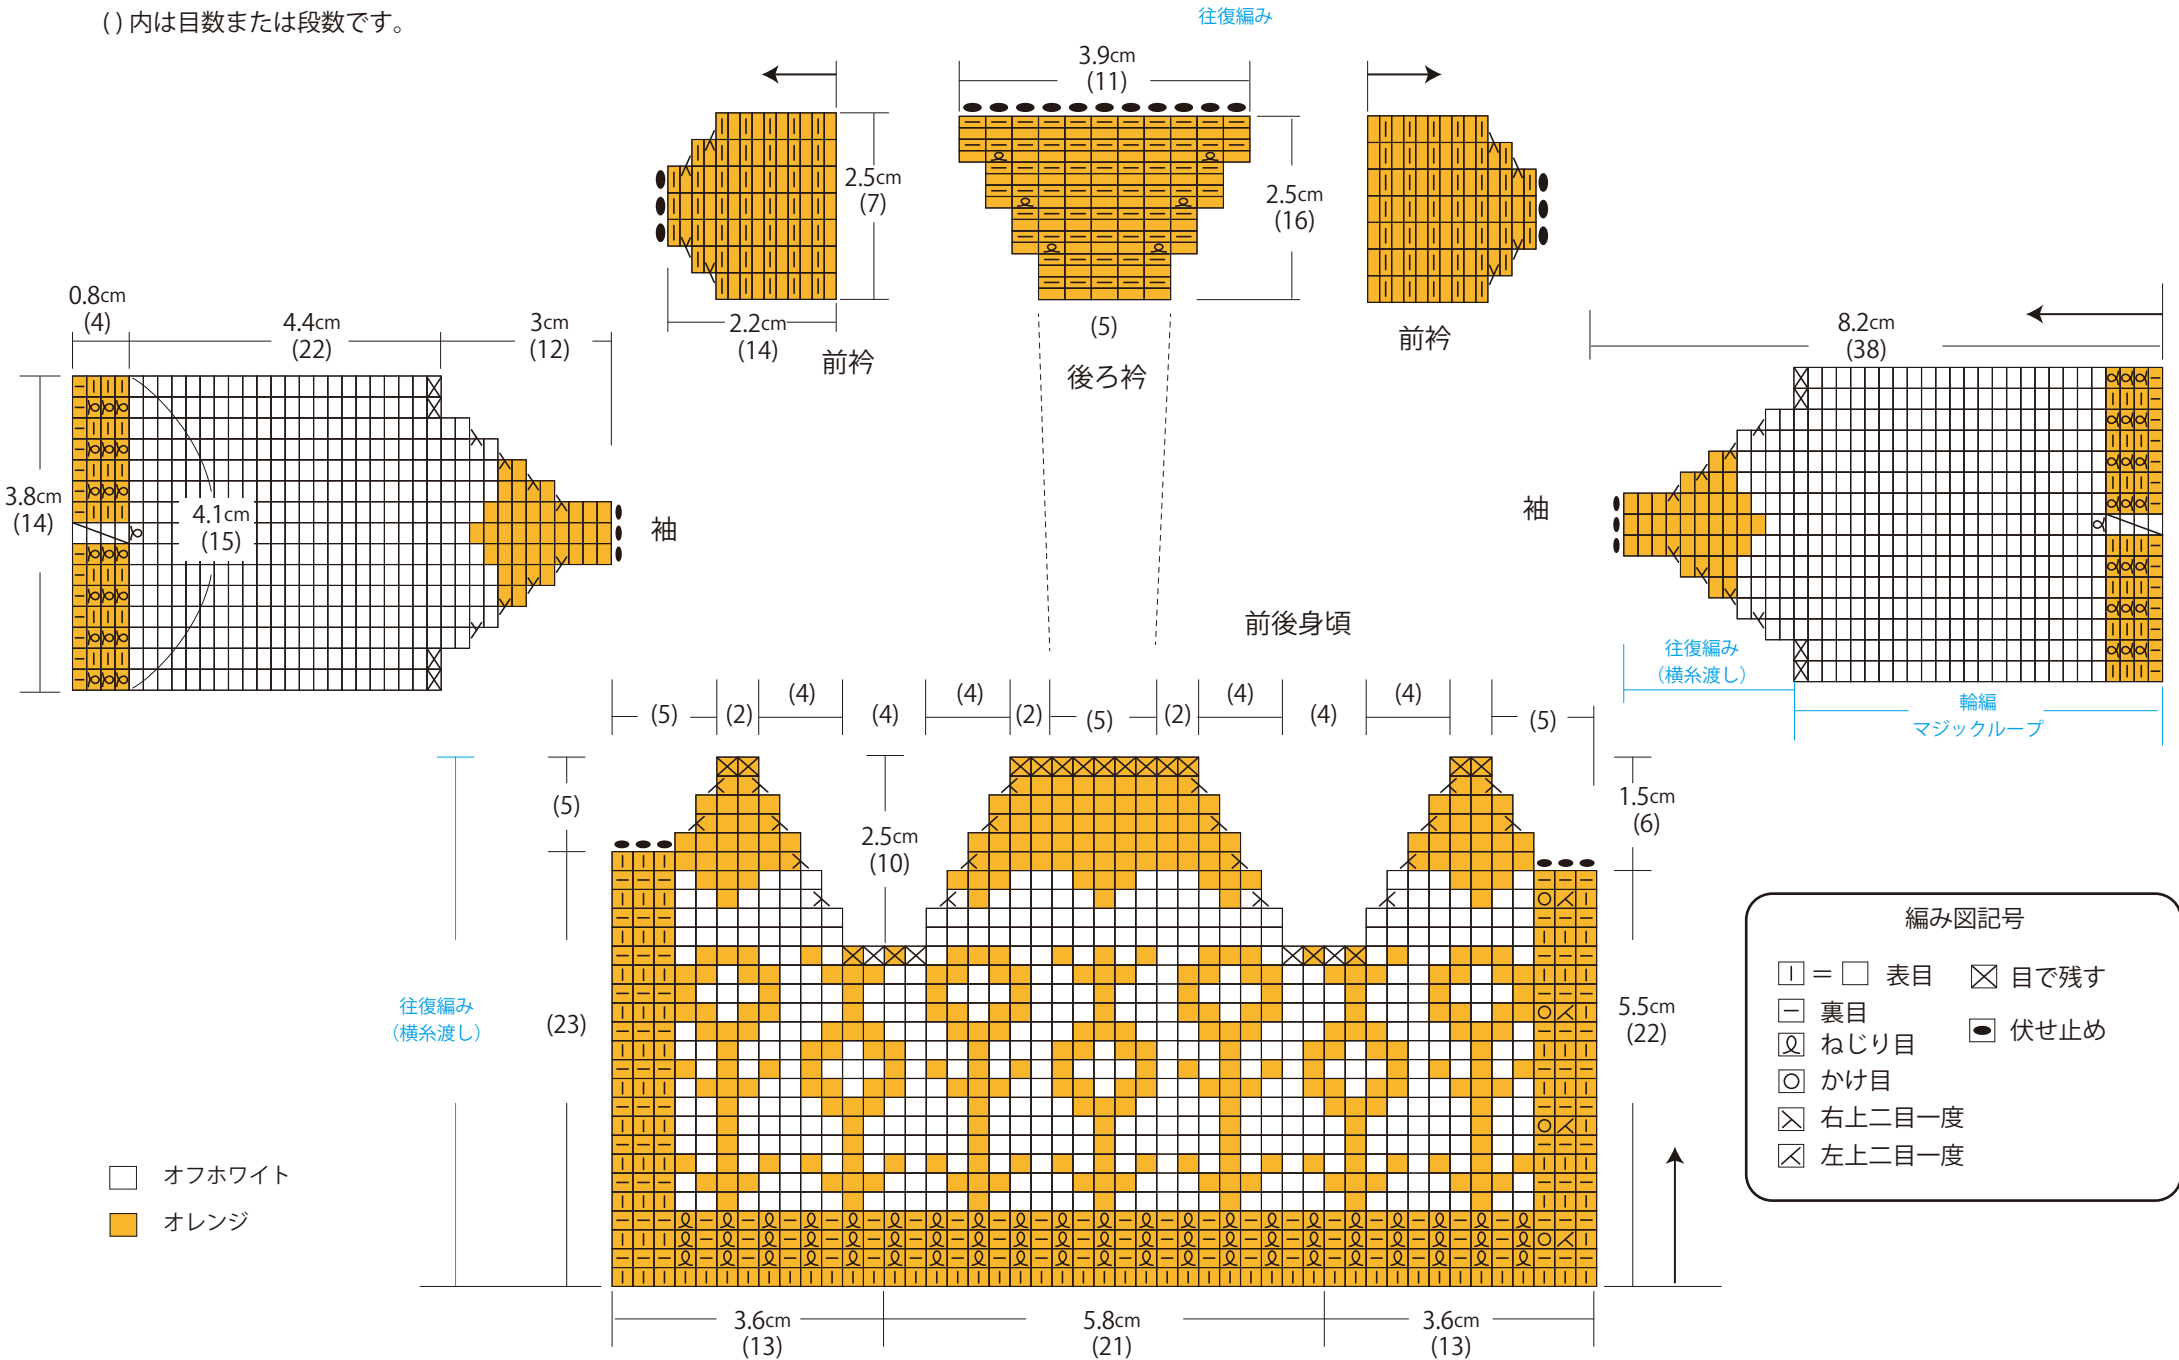 ( ) 内は目数または段数です。
往復編み
3.9cm
(11)
2.5cm
(7)
2.5cm
(16)
2.2cm
(14)
前衿
(5)
後ろ衿
前衿
0.8cm
(4)
4.4cm
(22)
3cm
(12)
8.2cm
(38)
3.8cm
(14)
4.1cm
(15)
袖
袖
前後身頃
往復編み
(横糸渡し)
輪編
マジックループ
(5)
(2)
(4)
(4)
(4)
(2)
(5)
(2)
(4)
(4)
(4)
(5)
(5)
2.5cm
(10)
1.5cm
(6)
往復編み
(横糸渡し)
(23)
5.5cm
(22)
編み図記号
= 表目
目で残す
裏目
伏せ止め
ねじり目
かけ目
右上二目一度
左上二目一度
オフホワイト
オレンジ
3.6cm
(13)
5.8cm
(21)
3.6cm
(13)